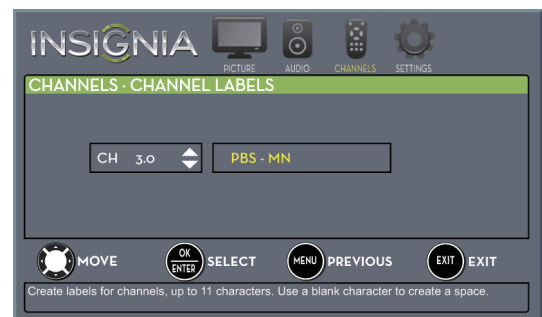 INSIGNIA
PICTURE AUDIO CHANNELS SETTINGS
CHANNELS · CHANNEL LABELS
CH 3.0 PBS - MN
MOVE OK/ENTER SELECT MENU PREVIOUS EXIT EXIT
Create labels for channels, up to 11 characters. Use a blank character to create a space.